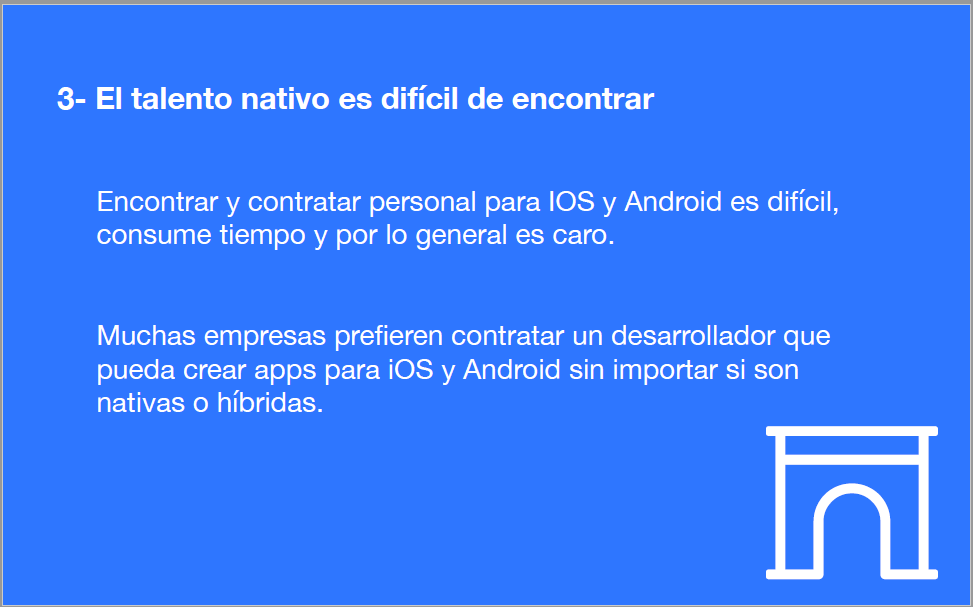 3- El talento nativo es difícil de encontrar
Encontrar y contratar personal para IOS y Android es difícil,
consume tiempo y por lo general es caro.
Muchas empresas prefieren contratar un desarrollador que
pueda crear apps para iOS y Android sin importar si son
nativas o híbridas.